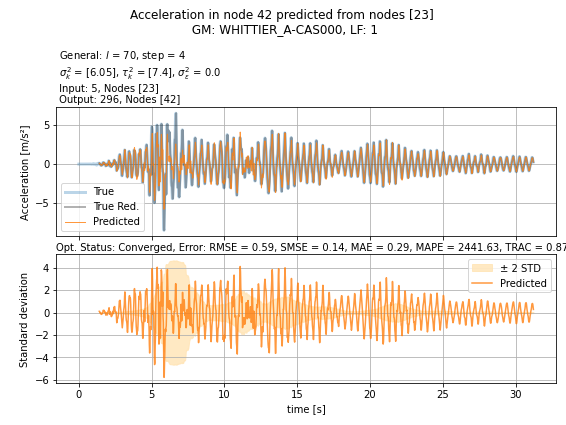 Acceleration in node 42 predicted from nodes [23]
GM: WHITTIER_A-CAS000, LF: 1
General: l = 70, step = 4
σ²ₖ = [6.05], τ²ₖ = [7.4], σ²ε = 0.0
Input: 5, Nodes [23]
Output: 296, Nodes [42]
Acceleration [m/s²]
5
0
−5
True
True Red.
Predicted
Opt. Status: Converged, Error: RMSE = 0.59, SMSE = 0.14, MAE = 0.29, MAPE = 2441.63, TRAC = 0.87
Standard deviation
4
2
0
−2
−4
−6
± 2 STD
Predicted
0 5 10 15 20 25 30
time [s]